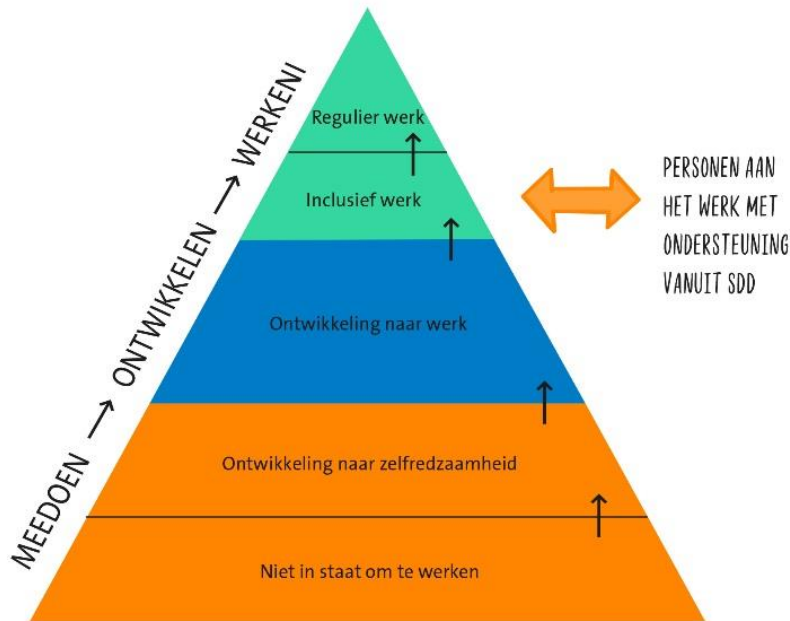 MEEDOEN → ONTWIKKELEN → WERKEN!
Regulier werk
Inclusief werk
Ontwikkeling naar werk
Ontwikkeling naar zelfredzaamheid
Niet in staat om te werken
PERSONEN AAN
HET WERK MET
ONDERSTEUNING
VANUIT SDD